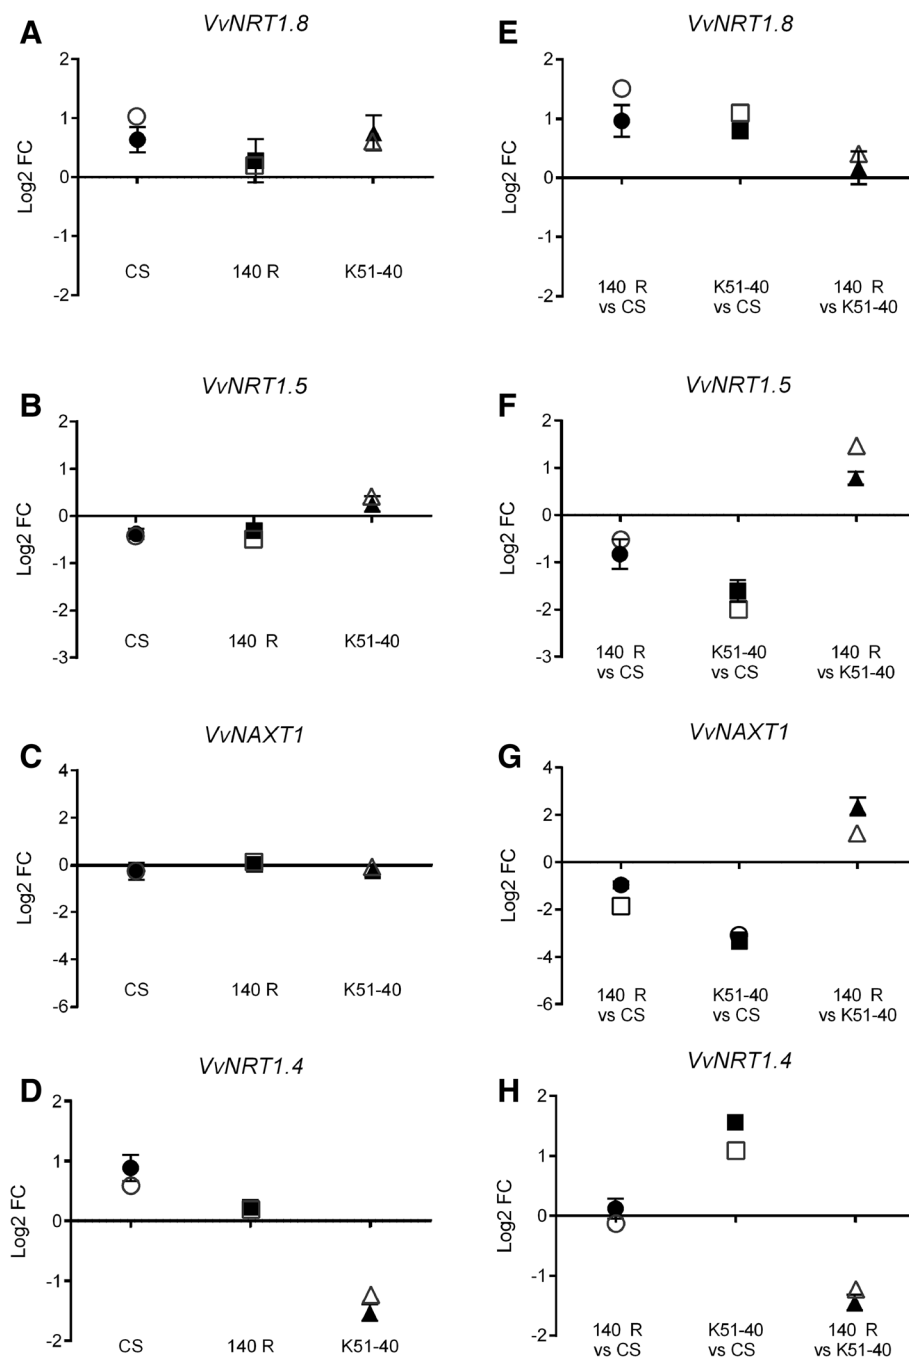 A
VvNRT1.8
2
1
0
-1
-2
Log2 FC
CS
140 R
K51-40
E
VvNRT1.8
2
1
0
-1
-2
Log2 FC
140 R
vs CS
K51-40
vs CS
140 R
vs K51-40
B
VvNRT1.5
2
1
0
-1
-2
-3
Log2 FC
CS
140 R
K51-40
F
VvNRT1.5
2
1
0
-1
-2
-3
Log2 FC
140 R
vs CS
K51-40
vs CS
140 R
vs K51-40
C
VvNAXT1
4
2
0
-2
-4
-6
Log2 FC
CS
140 R
K51-40
G
VvNAXT1
4
2
0
-2
-4
-6
Log2 FC
140 R
vs CS
K51-40
vs CS
140 R
vs K51-40
D
VvNRT1.4
2
1
0
-1
-2
Log2 FC
CS
140 R
K51-40
H
VvNRT1.4
2
1
0
-1
-2
Log2 FC
140 R
vs CS
K51-40
vs CS
140 R
vs K51-40